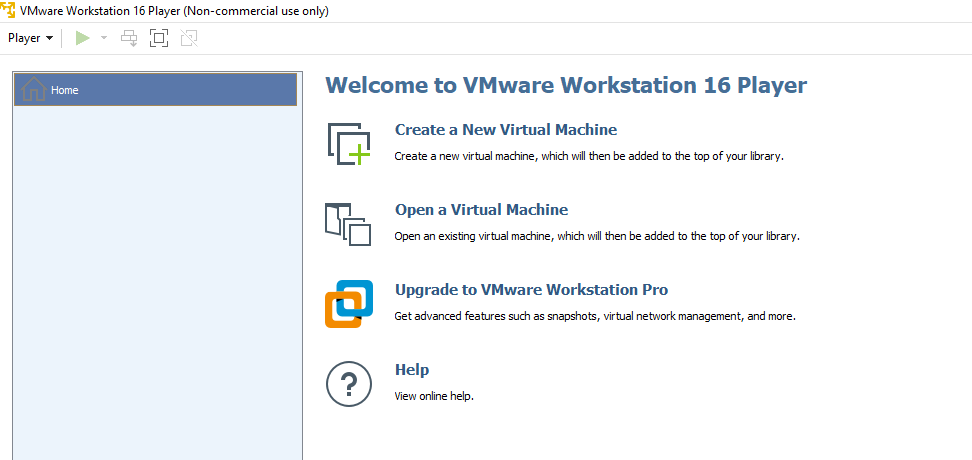 VMware Workstation 16 Player (Non-commercial use only)
Player
Home
Welcome to VMware Workstation 16 Player
Create a New Virtual Machine
Create a new virtual machine, which will then be added to the top of your library.
Open a Virtual Machine
Open an existing virtual machine, which will then be added to the top of your library.
Upgrade to VMware Workstation Pro
Get advanced features such as snapshots, virtual network management, and more.
Help
View online help.